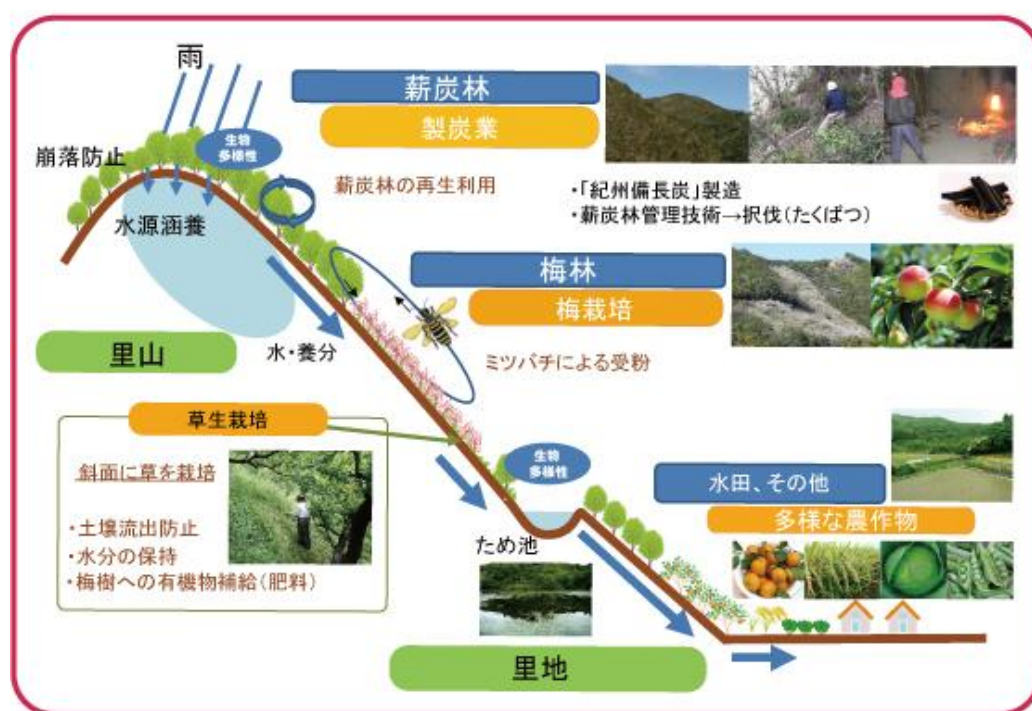 雨
薪炭林
製炭業
生物
多様性
崩落防止
薪炭林の再生利用
・「紀州備長炭」製造
・薪炭林管理技術→択伐(たくばつ)
水源涵養
梅林
梅栽培
里山
水・養分
ミツバチによる受粉
草生栽培
斜面に草を栽培
・土壌流出防止
・水分の保持
・梅樹への有機物補給(肥料)
生物
多様性
水田、その他
多様な農作物
ため池
里地